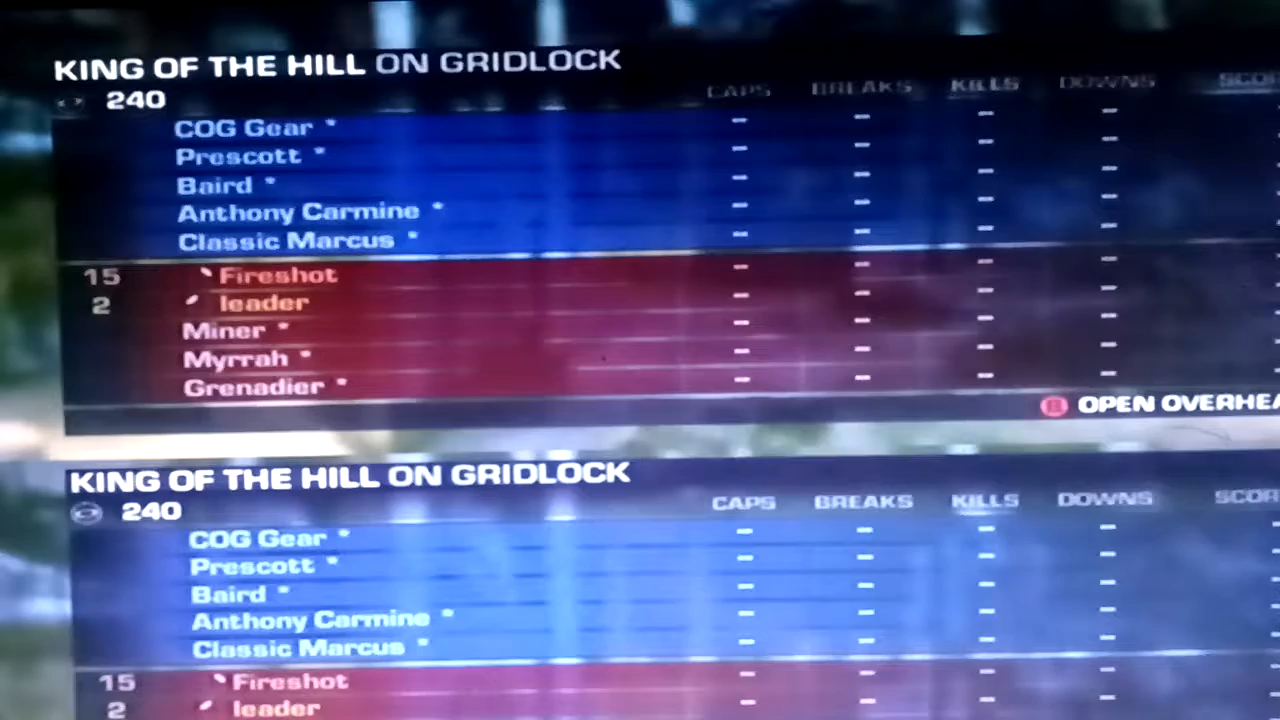 KING OF THE HILL ON GRIDLOCK
240 CAPS BREAKS KILLS DOWNS
COG Gear * - - - -
Prescott * - - - -
Baird * - - - -
Anthony Carmine * - - - -
Classic Marcus * - - - -
15 Fireshot - - - -
2 leader - - - -
Miner * - - - -
Myrrah * - - - -
Grenadier * - - - -
OPEN OVERHEA
KING OF THE HILL ON GRIDLOCK
240 CAPS BREAKS KILLS DOWNS SCOR
COG Gear * - - - -
Prescott * - - - -
Baird * - - - -
Anthony Carmine * - - - -
Classic Marcus * - - - -
15 Fireshot - - - -
2 leader - - - -